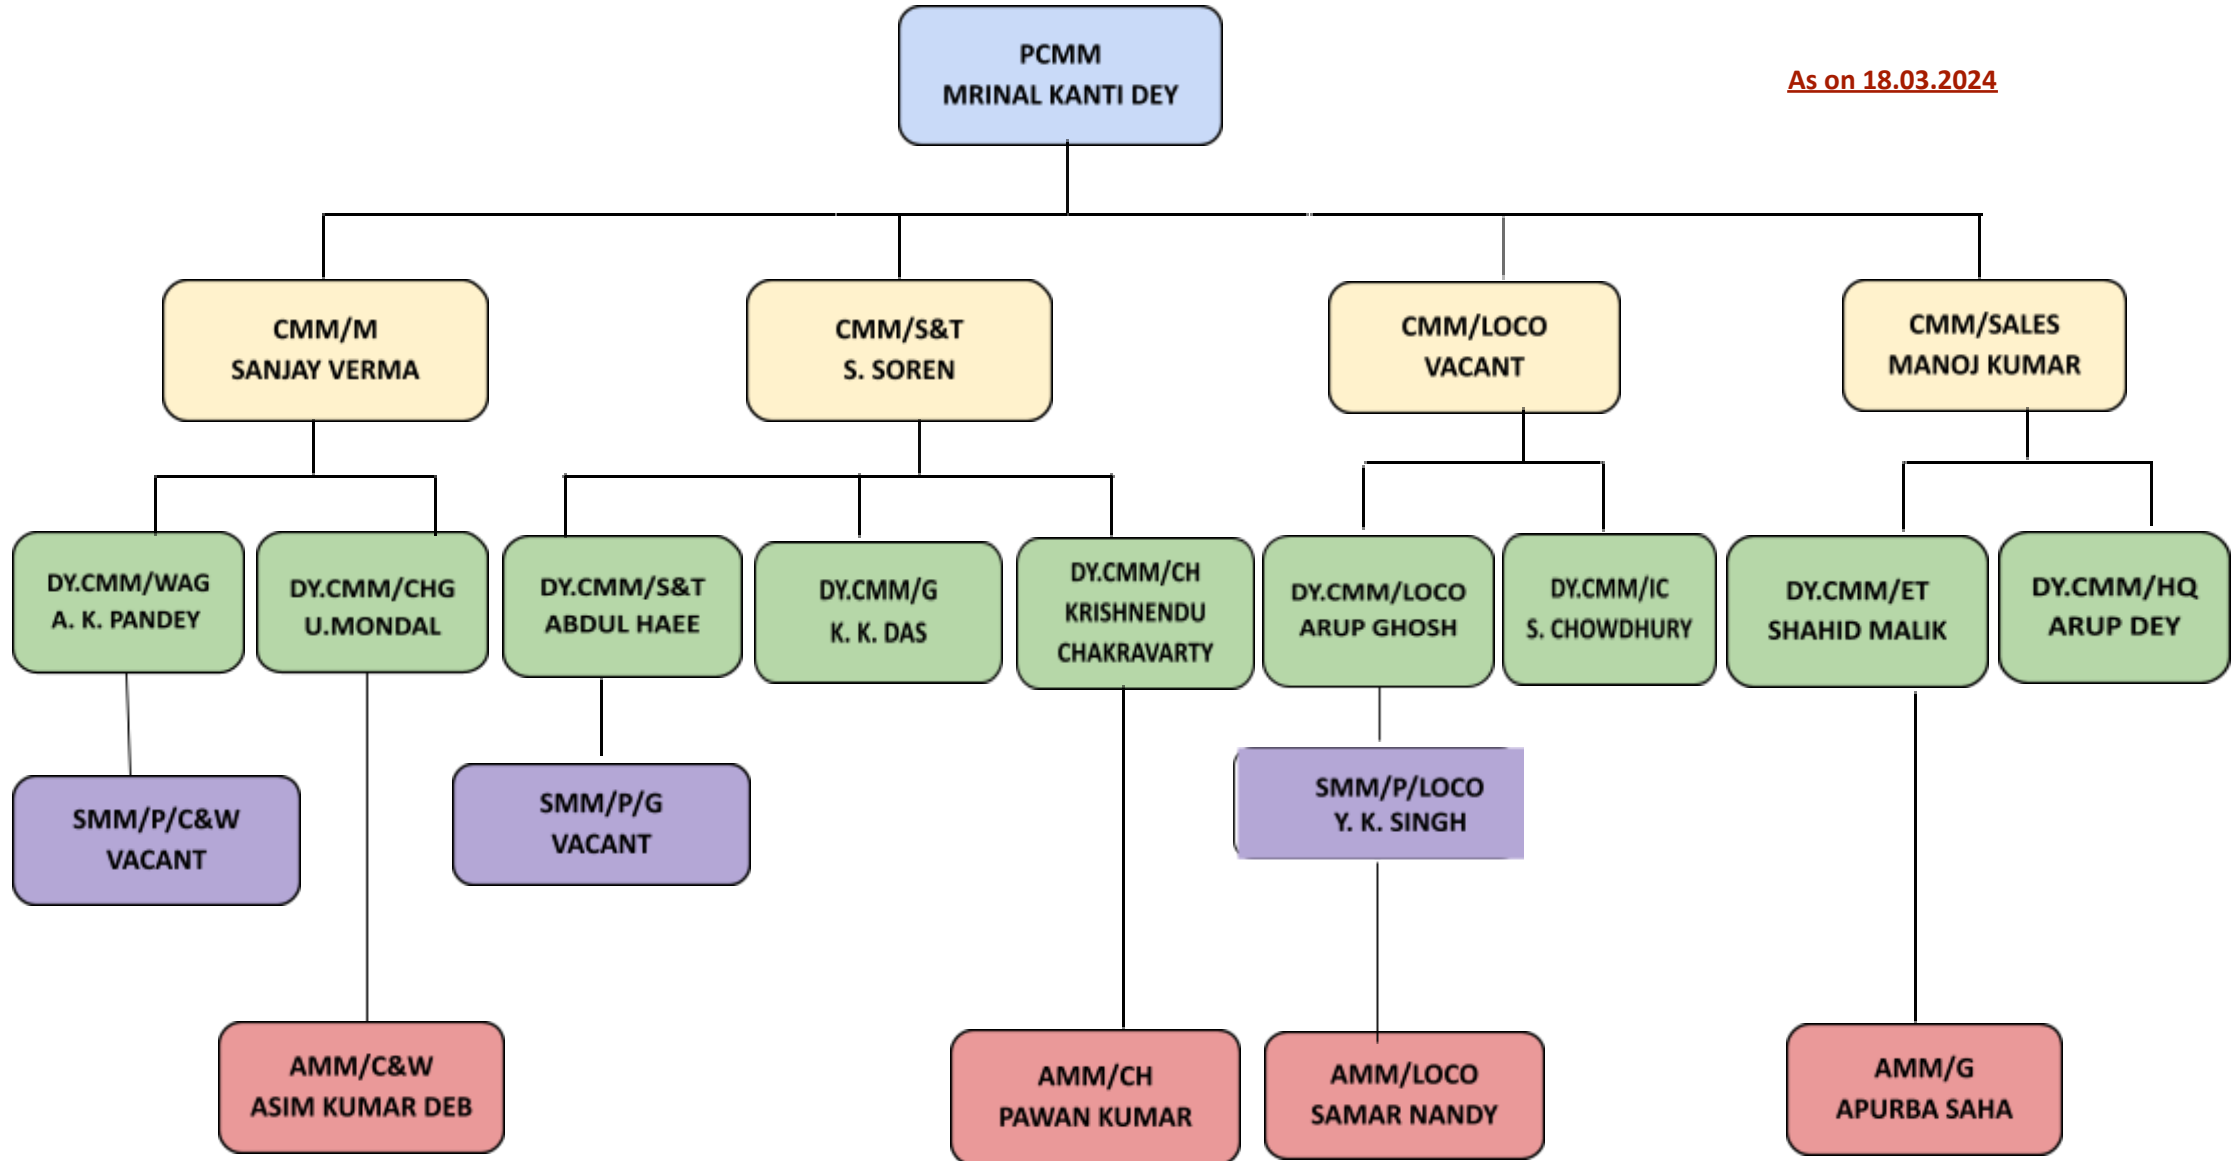 PCMM
MRINAL KANTI DEY
As on 18.03.2024
CMM/M
SANJAY VERMA
CMM/S&T
S. SOREN
CMM/LOCO
VACANT
CMM/SALES
MANOJ KUMAR
DY.CMM/WAG
A. K. PANDEY
DY.CMM/CHG
U.MONDAL
DY.CMM/S&T
ABDUL HAEE
DY.CMM/G
K. K. DAS
DY.CMM/CH
KRISHNENDU
CHAKRAVARTY
DY.CMM/LOCO
ARUP GHOSH
DY.CMM/IC
S. CHOWDHURY
DY.CMM/ET
SHAHID MALIK
DY.CMM/HQ
ARUP DEY
SMM/P/C&W
VACANT
SMM/P/G
VACANT
SMM/P/LOCO
Y. K. SINGH
AMM/C&W
ASIM KUMAR DEB
AMM/CH
PAWAN KUMAR
AMM/LOCO
SAMAR NANDY
AMM/G
APURBA SAHA